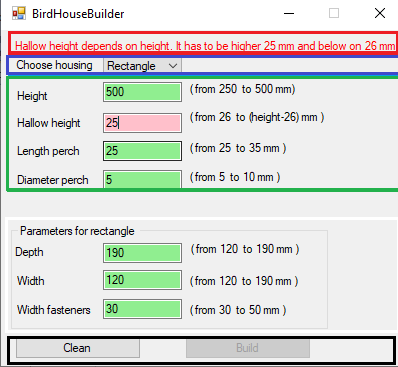 BirdHouseBuilder
Hallow height depends on height. It has to be higher 25 mm and below on 26 mm
Choose housing Rectangle
Height 500 (from 250 to 500 mm)
Hallow height 25 (from 26 to (height-26) mm )
Length perch 25 (from 25 to 35 mm )
Diameter perch 5 (from 5 to 10 mm )
Parameters for rectangle
Depth 190 (from 120 to 190 mm )
Width 120 (from 120 to 190 mm )
Width fasteners 30 (from 30 to 50 mm )
Clean Build